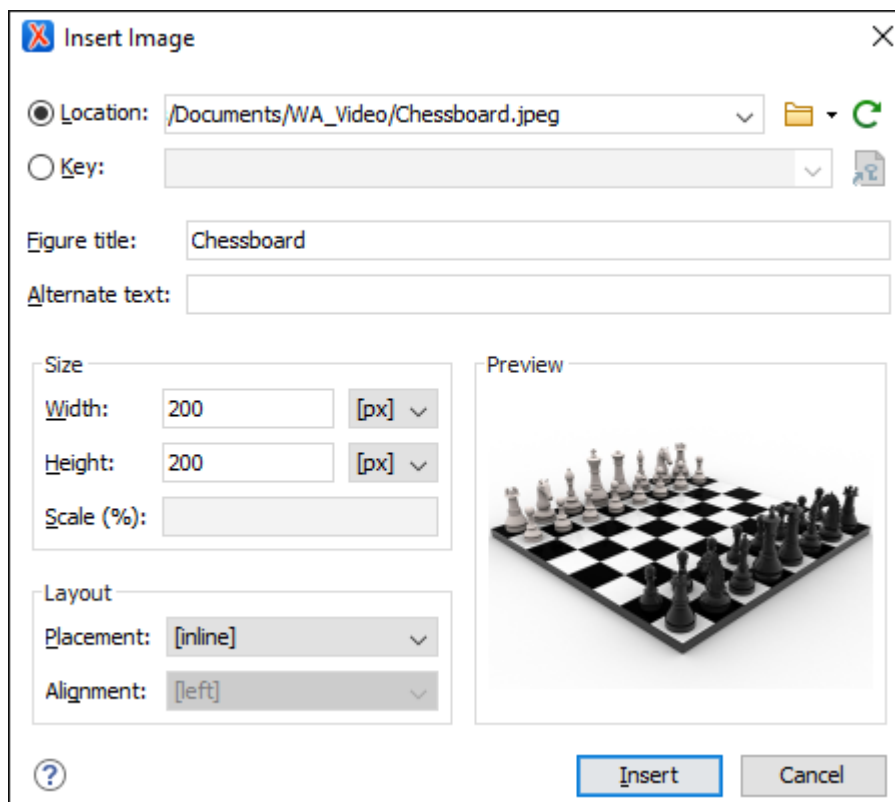 Insert Image
Location: /Documents/WA_Video/Chessboard.jpeg
Key:
Figure title: Chessboard
Alternate text:
Size
Width: 200 [px]
Height: 200 [px]
Scale (%):
Layout
Placement: [inline]
Alignment: [left]
Preview
? Insert Cancel